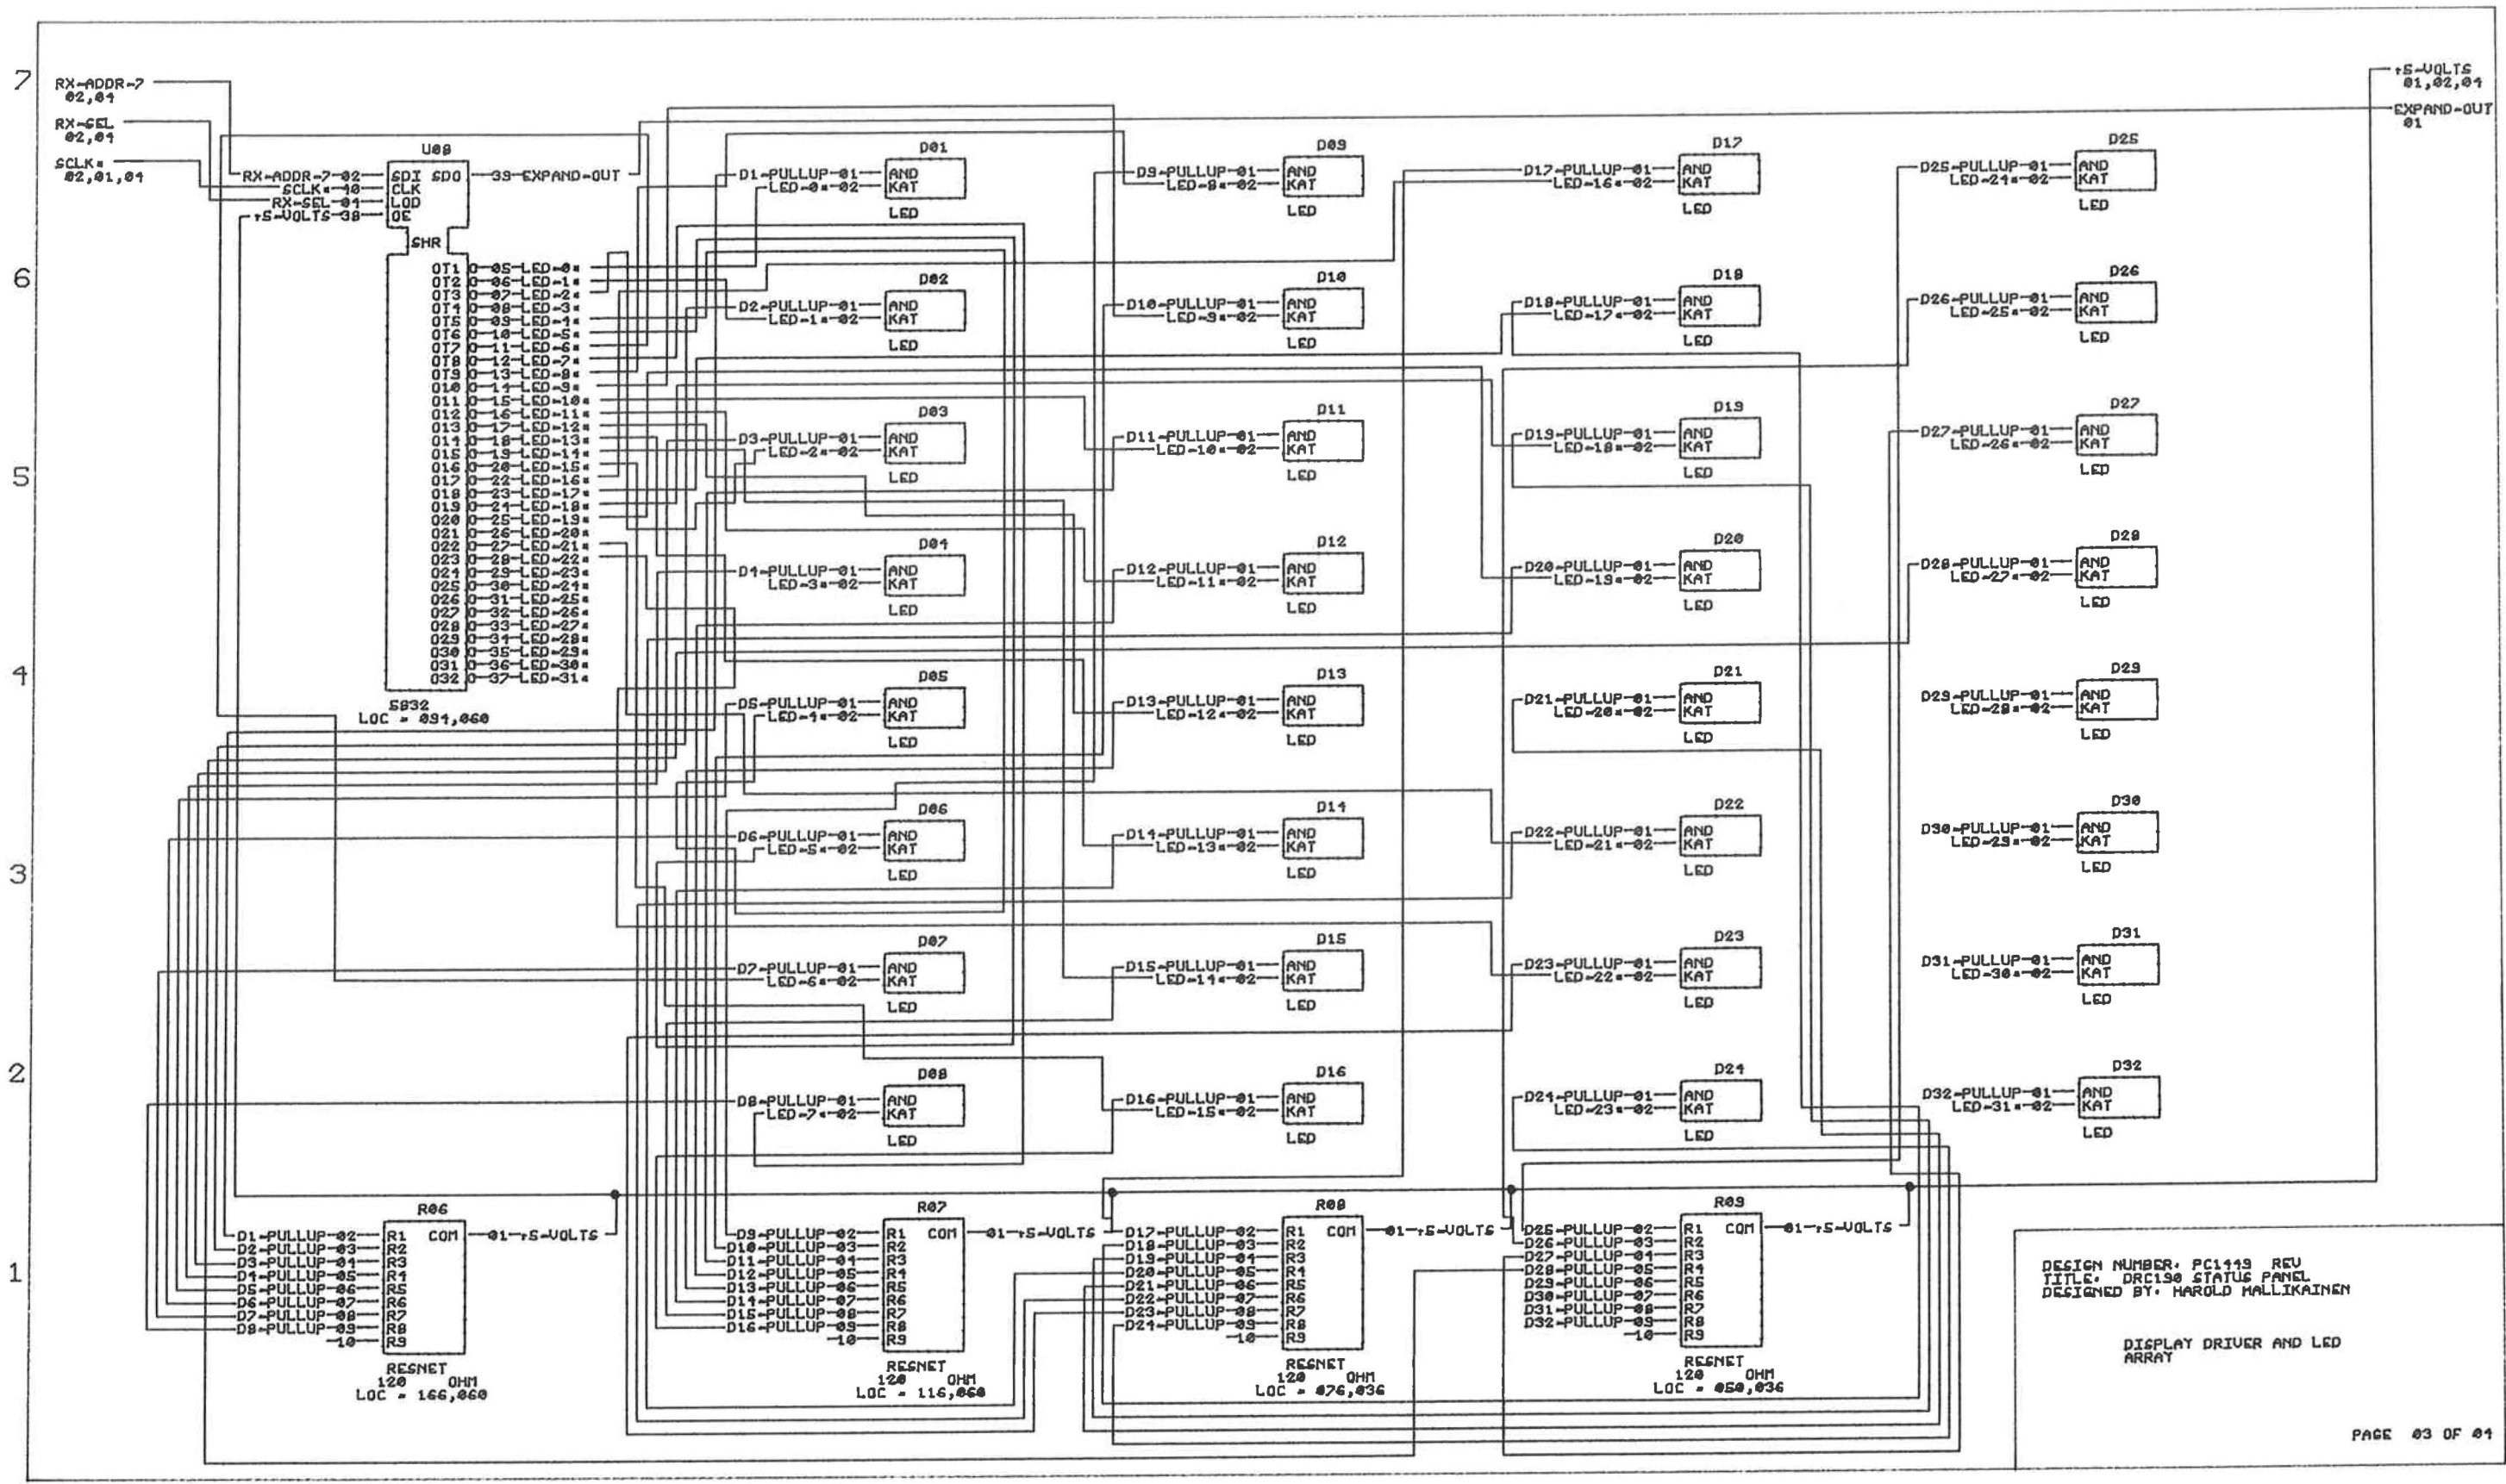 7
RX-ADDR-7
02,04
RX-SEL
02,04
SCLK*
02,01,04
+5-VOLTS
01,02,04
EXPAND-OUT
01
U08
RX-ADDR-7-02 SDI SDO 39-EXPAND-OUT
SCLK*-40 CLK
RX-SEL-04 LOD
+5-VOLTS-38 OE
SHR
6
OT1 05-LED-0*
OT2 06-LED-1*
OT3 07-LED-2*
OT4 08-LED-3*
OT5 09-LED-4*
OT6 10-LED-5*
OT7 11-LED-6*
OT8 12-LED-7*
OT9 13-LED-8*
O10 14-LED-9*
O11 15-LED-10*
O12 16-LED-11*
O13 17-LED-12*
O14 18-LED-13*
O15 19-LED-14*
O16 20-LED-15*
O17 22-LED-16*
O18 23-LED-17*
O19 24-LED-18*
O20 25-LED-19*
O21 26-LED-20*
O22 27-LED-21*
O23 28-LED-22*
O24 29-LED-23*
O25 30-LED-24*
O26 31-LED-25*
O27 32-LED-26*
O28 33-LED-27*
O29 34-LED-28*
O30 35-LED-29*
O31 36-LED-30*
O32 37-LED-31*
5832
LOC = 094,060
5
4
3
2
1
D01
D1-PULLUP-01 AND
LED-0*-02 KAT
LED
D02
D2-PULLUP-01 AND
LED-1*-02 KAT
LED
D03
D3-PULLUP-01 AND
LED-2*-02 KAT
LED
D04
D4-PULLUP-01 AND
LED-3*-02 KAT
LED
D05
D5-PULLUP-01 AND
LED-4*-02 KAT
LED
D06
D6-PULLUP-01 AND
LED-5*-02 KAT
LED
D07
D7-PULLUP-01 AND
LED-6*-02 KAT
LED
D08
D8-PULLUP-01 AND
LED-7*-02 KAT
LED
D09
D9-PULLUP-01 AND
LED-8*-02 KAT
LED
D10
D10-PULLUP-01 AND
LED-9*-02 KAT
LED
D11
D11-PULLUP-01 AND
LED-10*-02 KAT
LED
D12
D12-PULLUP-01 AND
LED-11*-02 KAT
LED
D13
D13-PULLUP-01 AND
LED-12*-02 KAT
LED
D14
D14-PULLUP-01 AND
LED-13*-02 KAT
LED
D15
D15-PULLUP-01 AND
LED-14*-02 KAT
LED
D16
D16-PULLUP-01 AND
LED-15*-02 KAT
LED
D17
D17-PULLUP-01 AND
LED-16*-02 KAT
LED
D18
D18-PULLUP-01 AND
LED-17*-02 KAT
LED
D19
D19-PULLUP-01 AND
LED-18*-02 KAT
LED
D20
D20-PULLUP-01 AND
LED-19*-02 KAT
LED
D21
D21-PULLUP-01 AND
LED-20*-02 KAT
LED
D22
D22-PULLUP-01 AND
LED-21*-02 KAT
LED
D23
D23-PULLUP-01 AND
LED-22*-02 KAT
LED
D24
D24-PULLUP-01 AND
LED-23*-02 KAT
LED
D25
D25-PULLUP-01 AND
LED-24*-02 KAT
LED
D26
D26-PULLUP-01 AND
LED-25*-02 KAT
LED
D27
D27-PULLUP-01 AND
LED-26*-02 KAT
LED
D28
D28-PULLUP-01 AND
LED-27*-02 KAT
LED
D29
D29-PULLUP-01 AND
LED-28*-02 KAT
LED
D30
D30-PULLUP-01 AND
LED-29*-02 KAT
LED
D31
D31-PULLUP-01 AND
LED-30*-02 KAT
LED
D32
D32-PULLUP-01 AND
LED-31*-02 KAT
LED
R06
D1-PULLUP-02 R1 COM 01-+5-VOLTS
D2-PULLUP-03 R2
D3-PULLUP-04 R3
D4-PULLUP-05 R4
D5-PULLUP-06 R5
D6-PULLUP-07 R6
D7-PULLUP-08 R7
D8-PULLUP-09 R8
10 R9
RESNET
120 OHM
LOC = 166,060
R07
D9-PULLUP-02 R1 COM 01-+5-VOLTS
D10-PULLUP-03 R2
D11-PULLUP-04 R3
D12-PULLUP-05 R4
D13-PULLUP-06 R5
D14-PULLUP-07 R6
D15-PULLUP-08 R7
D16-PULLUP-09 R8
10 R9
RESNET
120 OHM
LOC = 116,060
R08
D17-PULLUP-02 R1 COM 01-+5-VOLTS
D18-PULLUP-03 R2
D19-PULLUP-04 R3
D20-PULLUP-05 R4
D21-PULLUP-06 R5
D22-PULLUP-07 R6
D23-PULLUP-08 R7
D24-PULLUP-09 R8
10 R9
RESNET
120 OHM
LOC = 076,036
R09
D25-PULLUP-02 R1 COM 01-+5-VOLTS
D26-PULLUP-03 R2
D27-PULLUP-04 R3
D28-PULLUP-05 R4
D29-PULLUP-06 R5
D30-PULLUP-07 R6
D31-PULLUP-08 R7
D32-PULLUP-09 R8
10 R9
RESNET
120 OHM
LOC = 050,036
DESIGN NUMBER: PC1449 REV
TITLE: DRC190 STATUS PANEL
DESIGNED BY: HAROLD HALLIKAINEN
DISPLAY DRIVER AND LED
ARRAY
PAGE 03 OF 04